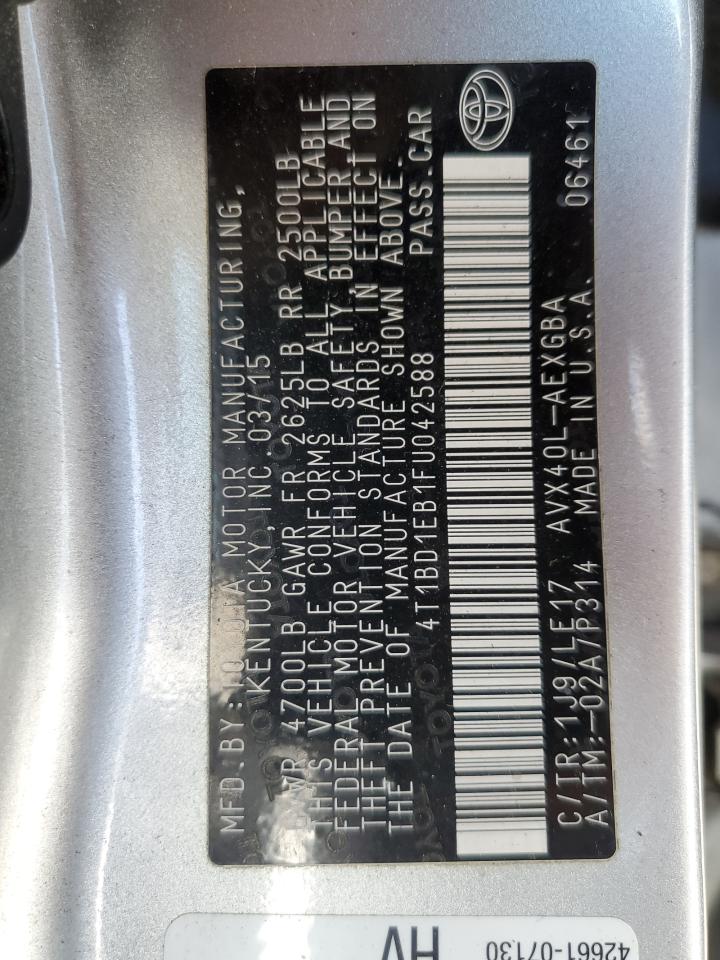 MFD.BY: TOYOTA MOTOR MANUFACTURING,
KENTUCKY, INC. 03/15
GVWR 4700LB GAWR FR 2625LB RR 2500LB
THIS VEHICLE CONFORMS TO ALL APPLICABLE
FEDERAL MOTOR VEHICLE SAFETY, BUMPER AND
THEFT PREVENTION STANDARDS IN EFFECT ON
THE DATE OF MANUFACTURE SHOWN ABOVE.
4T1BD1EB1FU042588 PASS.CAR
C/TR:1J9/LE17 AVX40L-AEXGBA 06461
A/TM:-02A7P314 MADE IN U.S.A.
HV
42661-07130